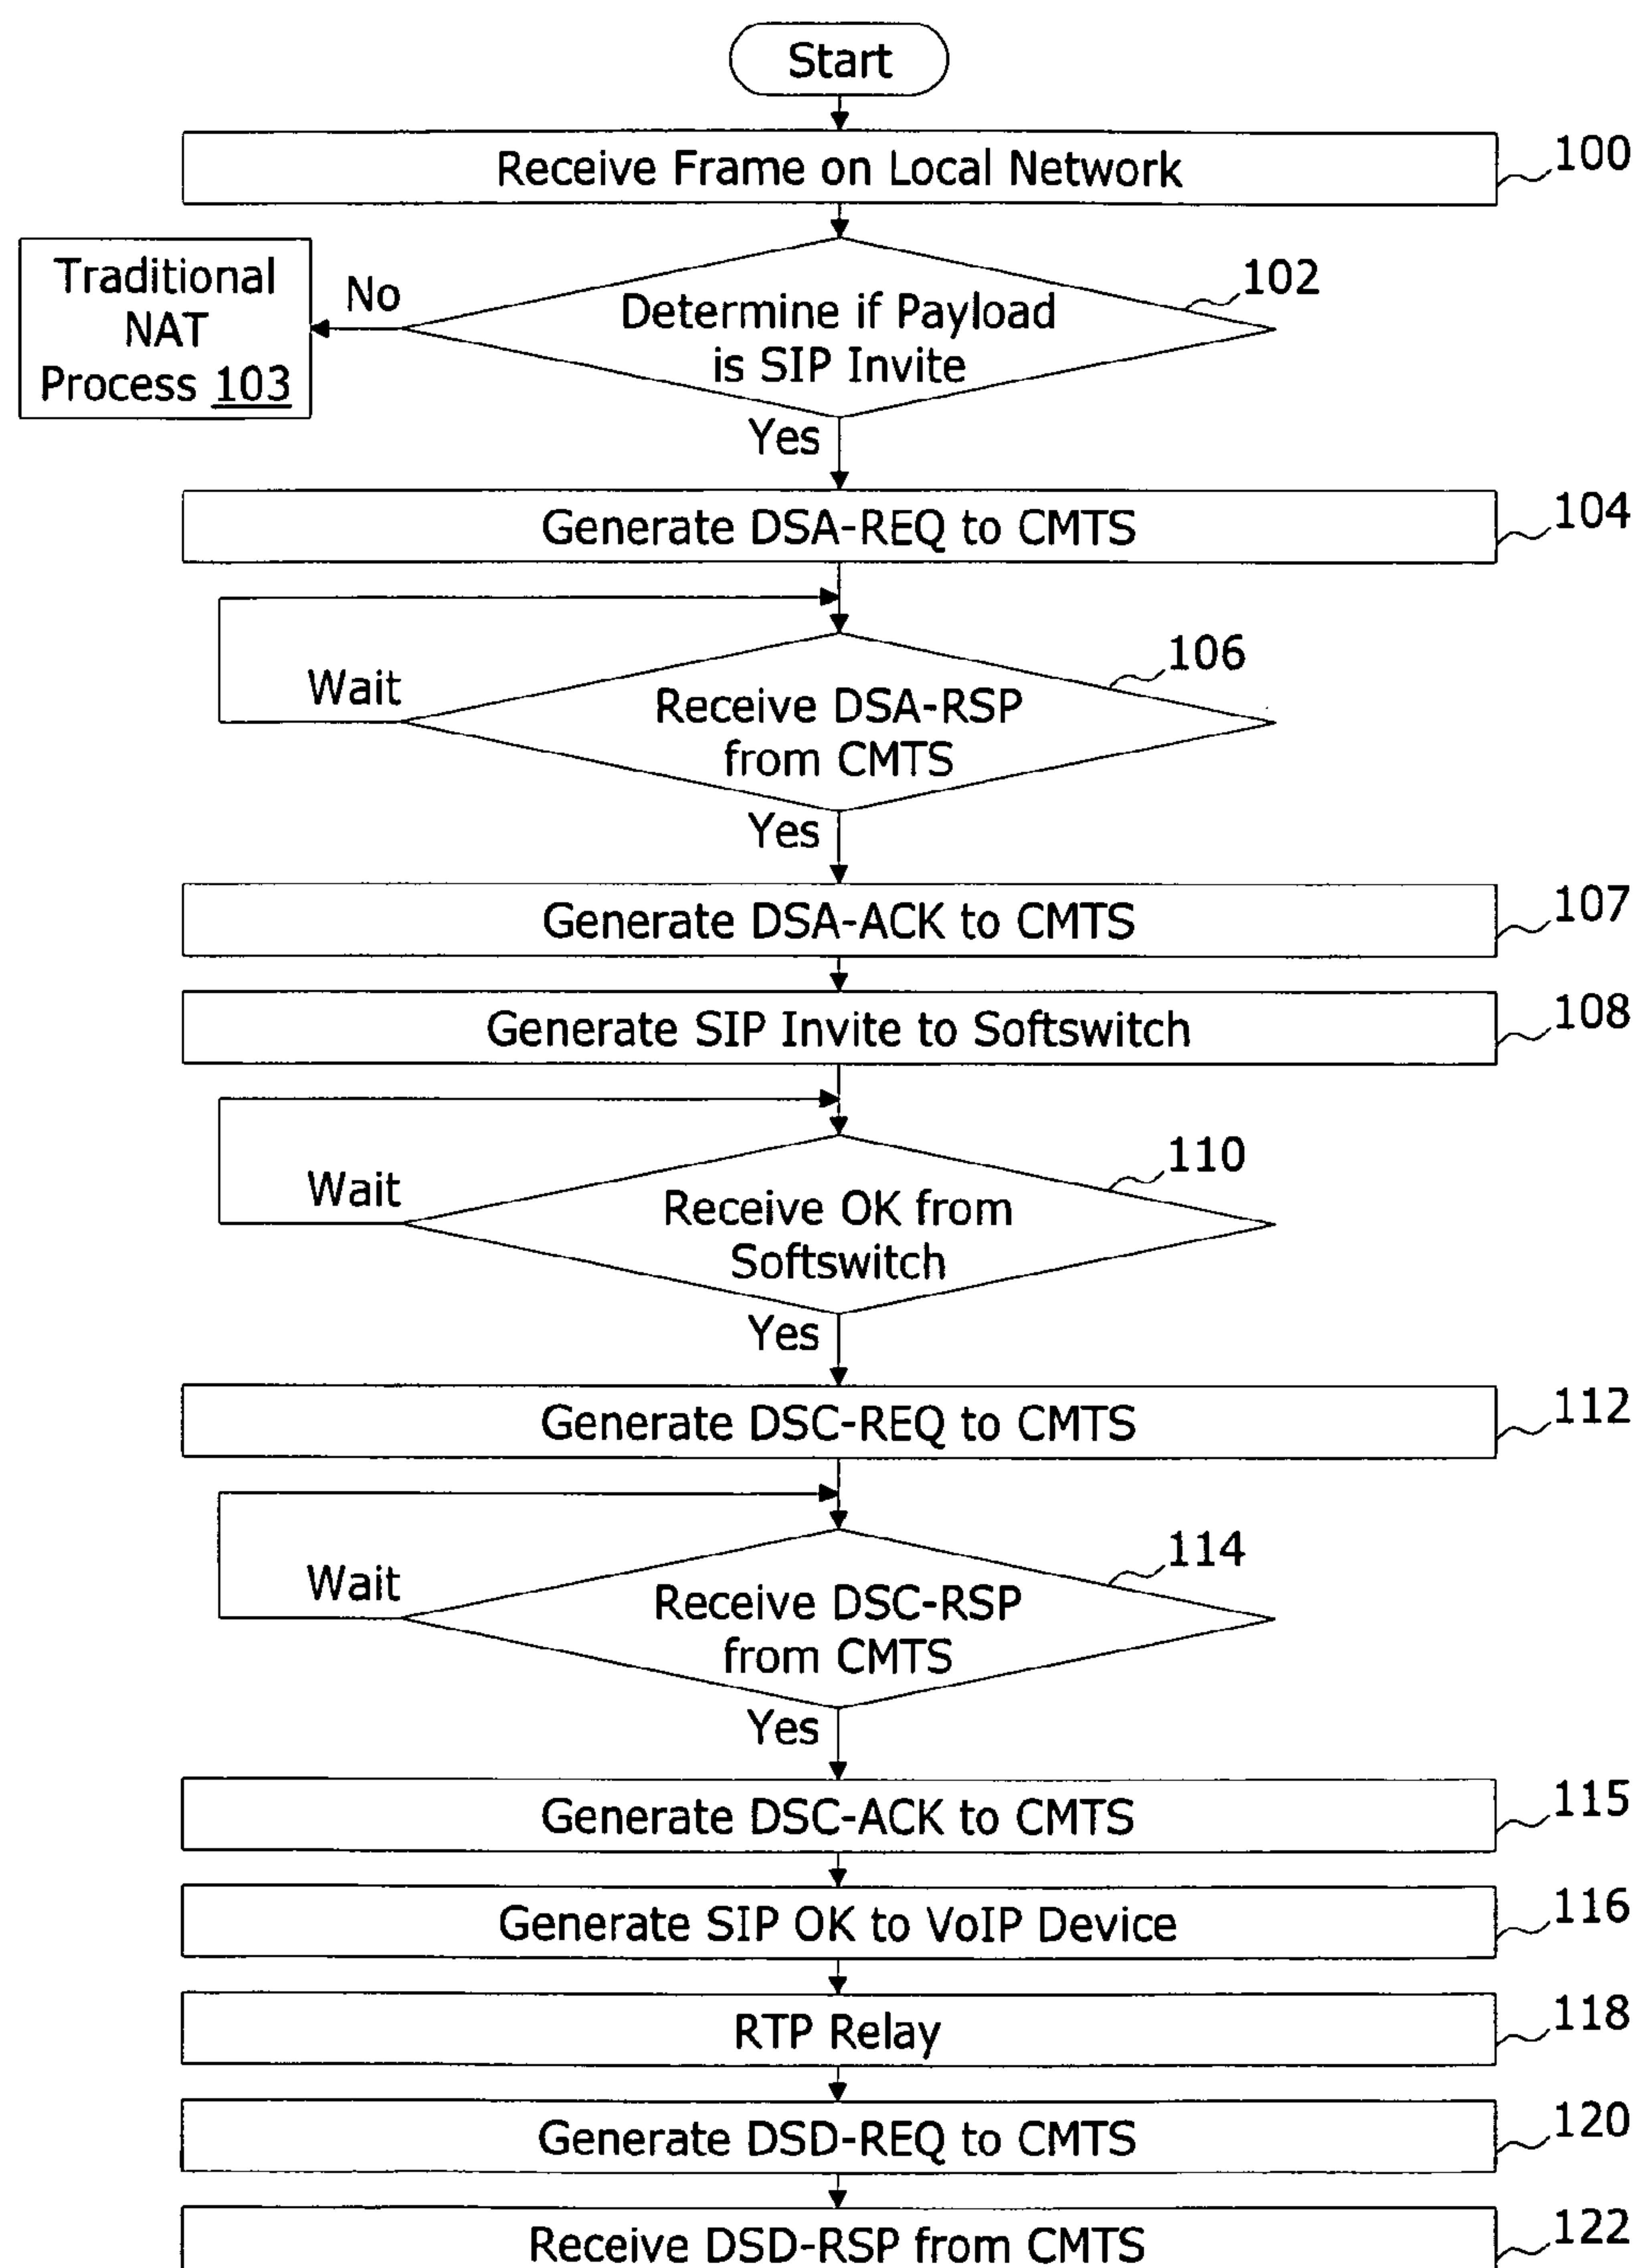 Start
Receive Frame on Local Network
100
Traditional
NAT
Process 103
No
Determine if Payload
is SIP Invite
102
Yes
Generate DSA-REQ to CMTS
104
Wait
Receive DSA-RSP
from CMTS
106
Yes
Generate DSA-ACK to CMTS
107
Generate SIP Invite to Softswitch
108
Wait
Receive OK from
Softswitch
110
Yes
Generate DSC-REQ to CMTS
112
Wait
Receive DSC-RSP
from CMTS
114
Yes
Generate DSC-ACK to CMTS
115
Generate SIP OK to VoIP Device
116
RTP Relay
118
Generate DSD-REQ to CMTS
120
Receive DSD-RSP from CMTS
122